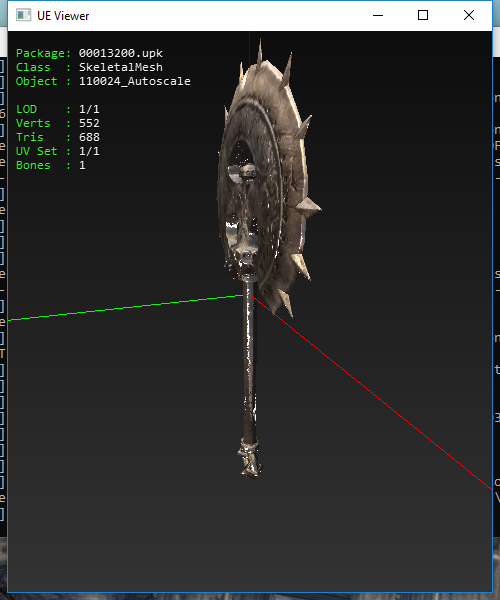 UE Viewer
Package: 00013200.upk
Class  : SkeletalMesh
Object : 110024_Autoscale
LOD    : 1/1
Verts  : 552
Tris   : 688
UV Set : 1/1
Bones  : 1